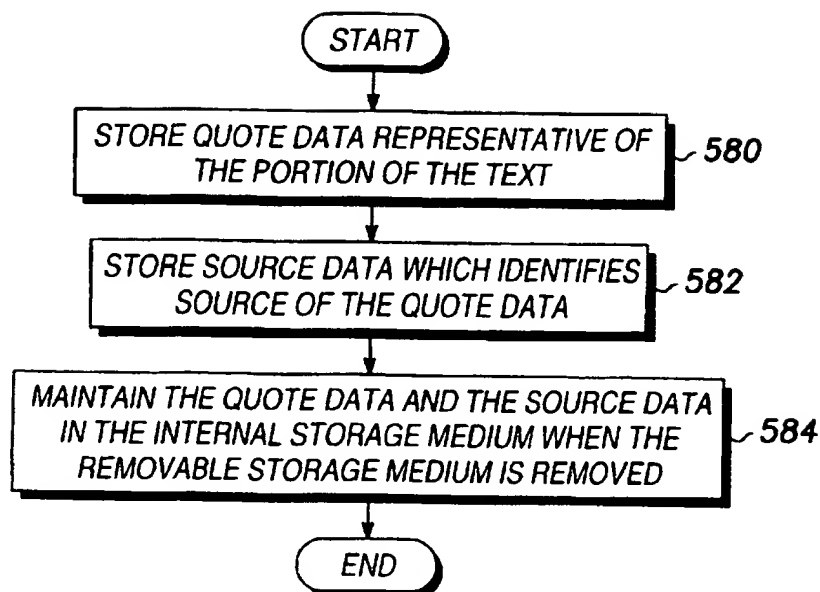 START
STORE QUOTE DATA REPRESENTATIVE OF
THE PORTION OF THE TEXT
580
STORE SOURCE DATA WHICH IDENTIFIES
SOURCE OF THE QUOTE DATA
582
MAINTAIN THE QUOTE DATA AND THE SOURCE DATA
IN THE INTERNAL STORAGE MEDIUM WHEN THE
REMOVABLE STORAGE MEDIUM IS REMOVED
584
END